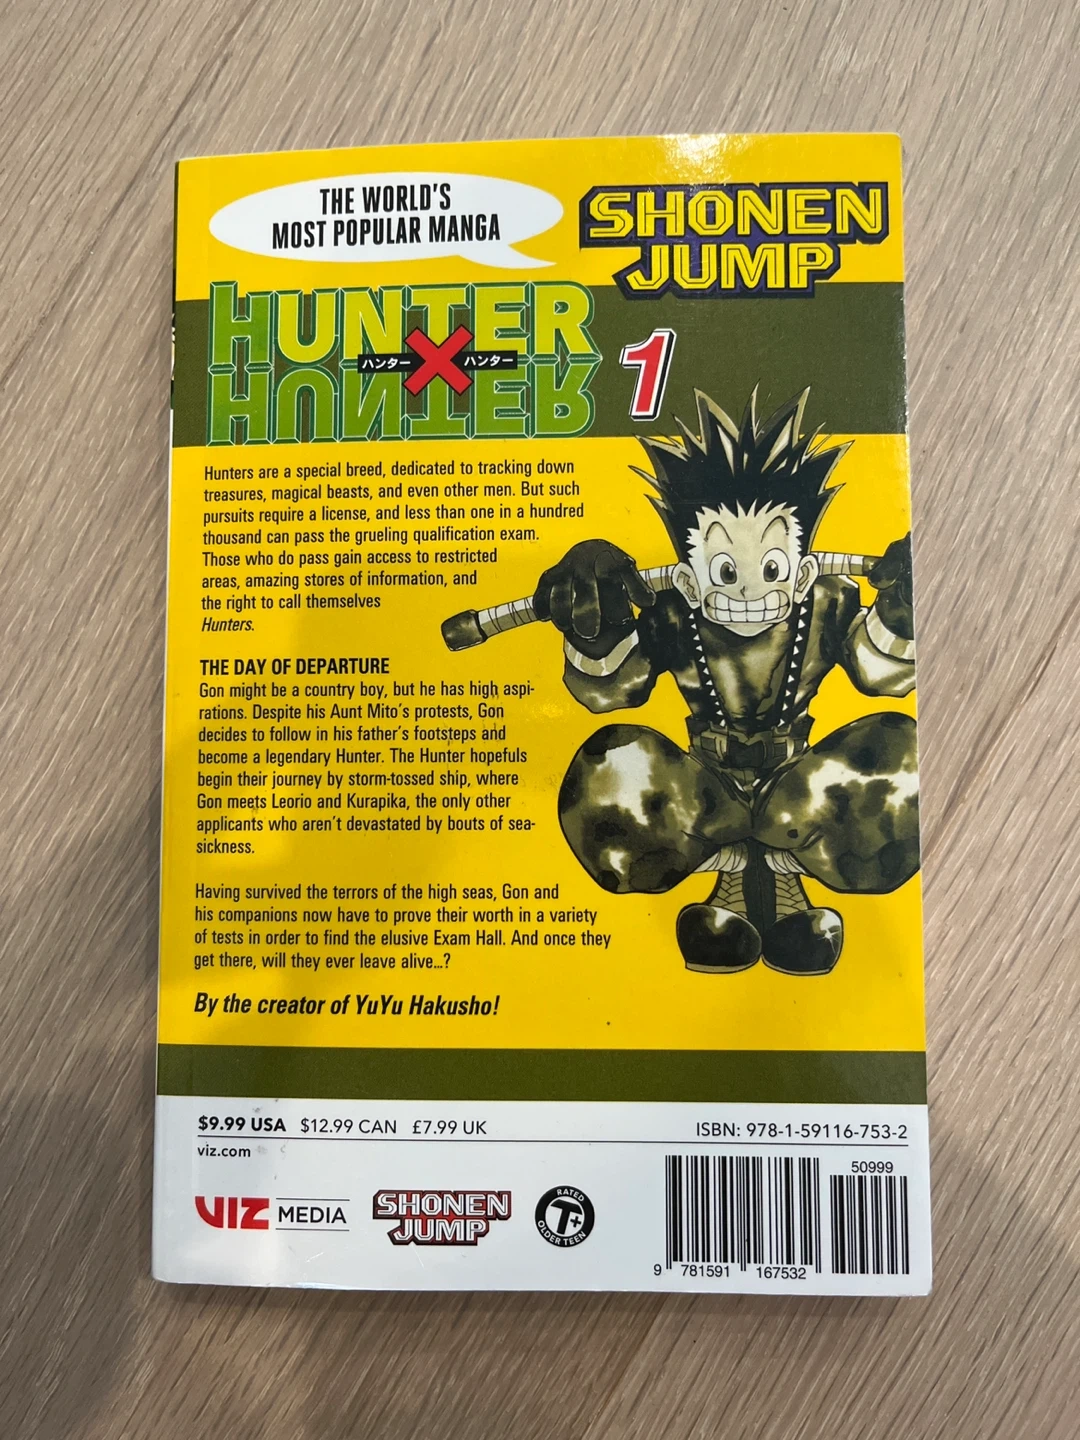 THE WORLD'S
MOST POPULAR MANGA
SHONEN
JUMP
HUNTER
ハンター X ハンター
HUNTER
1
Hunters are a special breed, dedicated to tracking down
treasures, magical beasts, and even other men. But such
pursuits require a license, and less than one in a hundred
thousand can pass the grueling qualification exam.
Those who do pass gain access to restricted
areas, amazing stores of information, and
the right to call themselves
Hunters.
THE DAY OF DEPARTURE
Gon might be a country boy, but he has high aspi-
rations. Despite his Aunt Mito's protests, Gon
decides to follow in his father's footsteps and
become a legendary Hunter. The Hunter hopefuls
begin their journey by storm-tossed ship, where
Gon meets Leorio and Kurapika, the only other
applicants who aren't devastated by bouts of sea-
sickness.
Having survived the terrors of the high seas, Gon and
his companions now have to prove their worth in a variety
of tests in order to find the elusive Exam Hall. And once they
get there, will they ever leave alive...?
By the creator of YuYu Hakusho!
$9.99 USA $12.99 CAN £7.99 UK
viz.com
ISBN: 978-1-59116-753-2
50999
VIZ MEDIA
SHONEN
JUMP
RATED
T+
OLDER TEEN
9 781591 167532